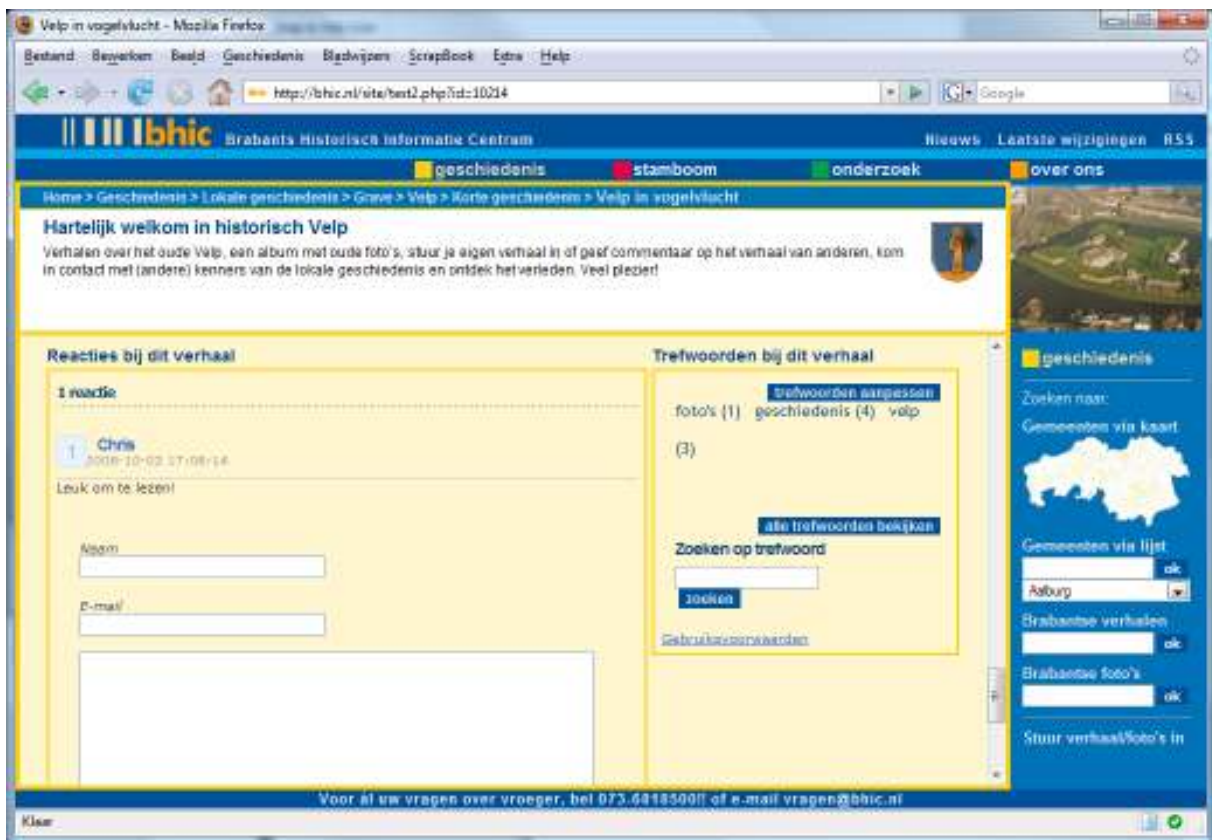 Velp in vogelvlucht - Mozilla Firefox
Bestand Bewerken Beeld Geschiedenis Bladwijzers ScrapBook Extra Help
http://bhic.nl/site/test2.php?id=10214
Google
bhic Brabants Historisch Informatie Centrum
Nieuws Laatste wijzigingen RSS
geschiedenis stamboom onderzoek over ons
Home > Geschiedenis > Lokale geschiedenis > Grave > Velp > Korte geschiedenis > Velp in vogelvlucht
Hartelijk welkom in historisch Velp
Verhalen over het oude Velp, een album met oude foto's, stuur je eigen verhaal in of geef commentaar op het verhaal van anderen, kom
in contact met (andere) kenners van de lokale geschiedenis en ontdek het verleden. Veel plezier!
Reacties bij dit verhaal
1 reactie
1 Chris
2008-10-02 17:08:14
Leuk om te lezen!
Naam
E-mail
Trefwoorden bij dit verhaal
trefwoorden aanpassen
foto's (1) geschiedenis (4) velp
(3)
alle trefwoorden bekijken
Zoeken op trefwoord
zoeken
Gebruiksvoorwaarden
geschiedenis
Zoeken naar:
Gemeenten via kaart
Gemeenten via lijst
ok
Aalburg
Brabantse verhalen
ok
Brabantse foto's
ok
Stuur verhaal/foto's in
Voor ál uw vragen over vroeger, bel 073-6818500!! of e-mail vragen@bhic.nl
Klaar